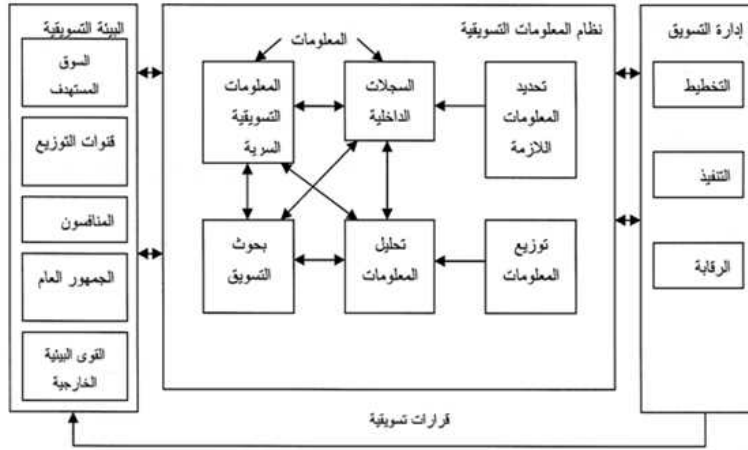 إدارة التسويق
التخطيط
التنفيذ
الرقابة
نظام المعلومات التسويقية
المعلومات
تحديد
المعلومات
اللازمة
السجلات
الداخلية
المعلومات
التسويقية
السرية
توزيع
المعلومات
تحليل
المعلومات
بحوث
التسويق
البيئة التسويقية
السوق
المستهدف
قنوات التوزيع
المنافسون
الجمهور العام
القوى البيئية
الخارجية
قرارات تسويقية